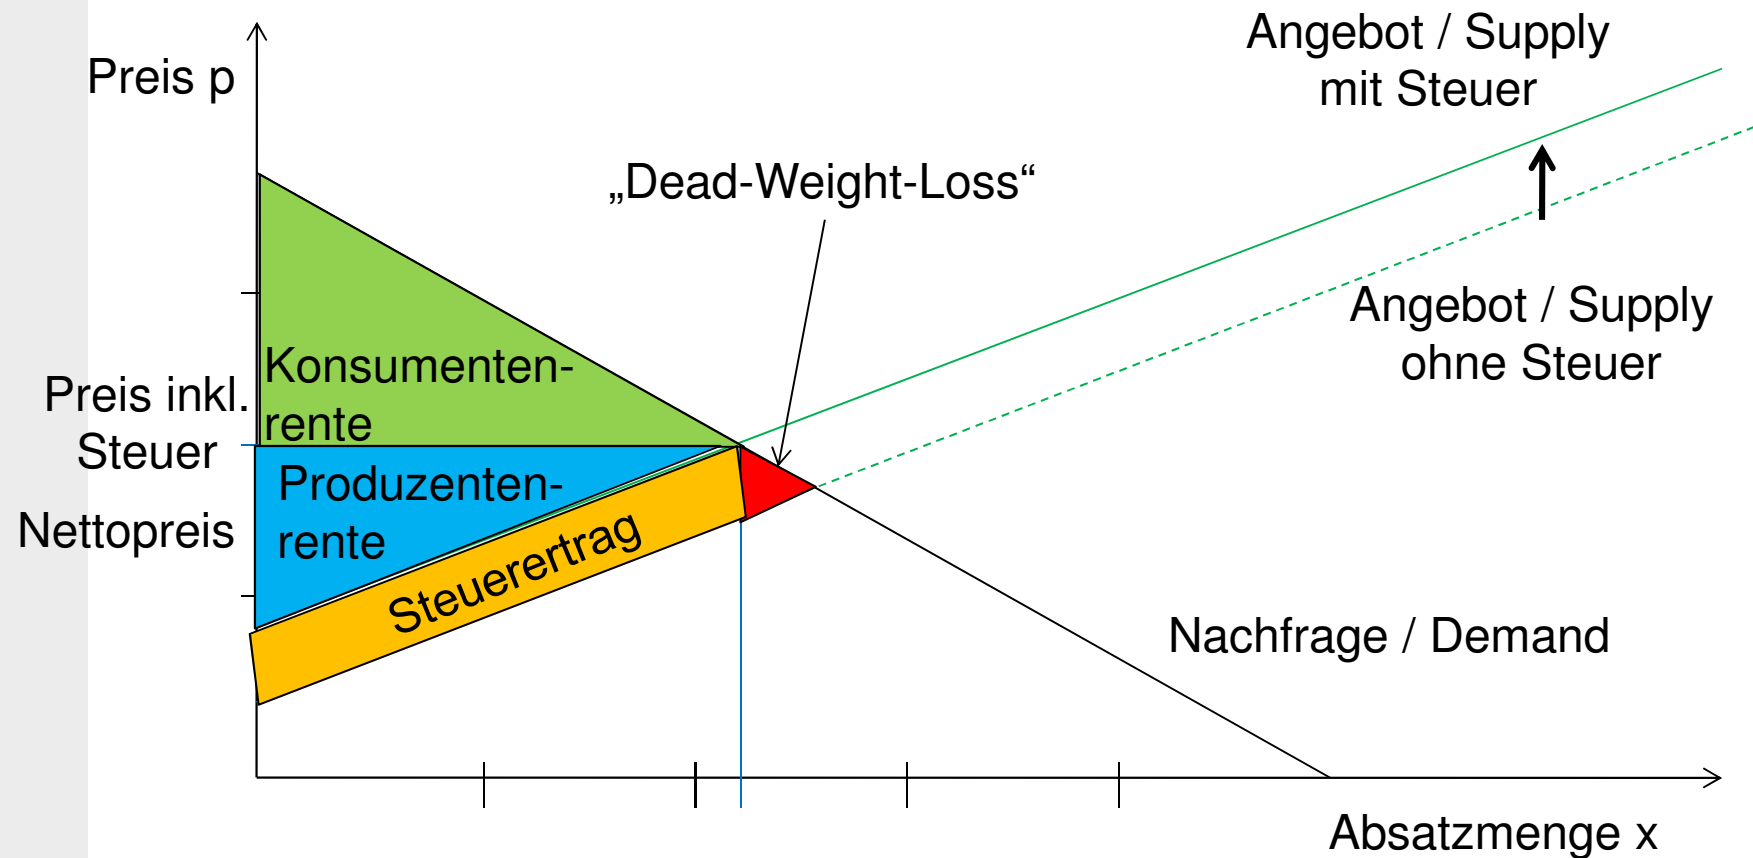 Angebot / Supply
mit Steuer
Preis p
„Dead-Weight-Loss“
Angebot / Supply
ohne Steuer
Konsumenten-
rente
Preis inkl.
Steuer
Produzenten-
rente
Nettopreis
Steuerertrag
Nachfrage / Demand
Absatzmenge x